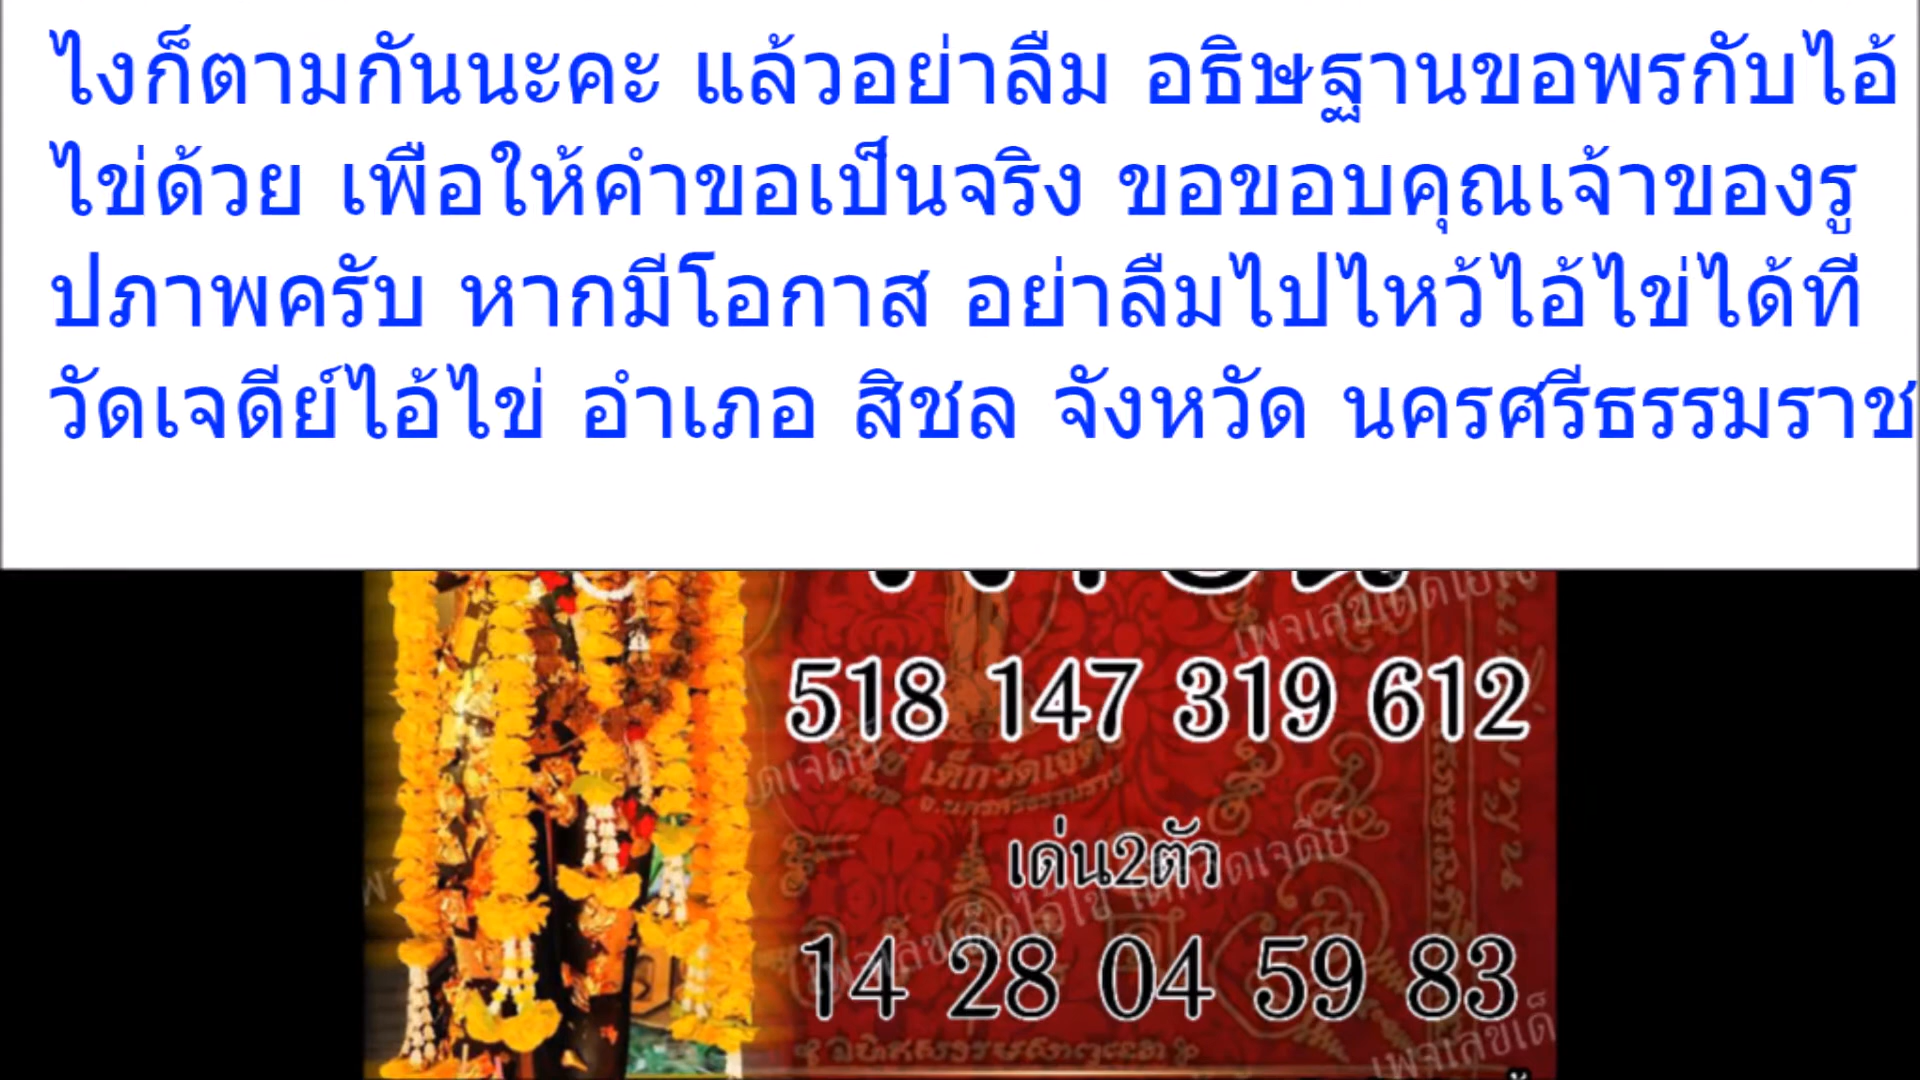 ไงก็ตามกันนะคะ แล้วอย่าลืม อธิษฐานขอพรกับไอ้
ไข่ด้วย เพื่อให้คำขอเป็นจริง ขอขอบคุณเจ้าของรู
ปภาพครับ หากมีโอกาส อย่าลืมไปไหว้ไอ้ไข่ได้ที่
วัดเจดีย์ไอ้ไข่ อำเภอ สิชล จังหวัด นครศรีธรรมราช
518 147 319 612
เด่น2ตัว
14 28 04 59 83